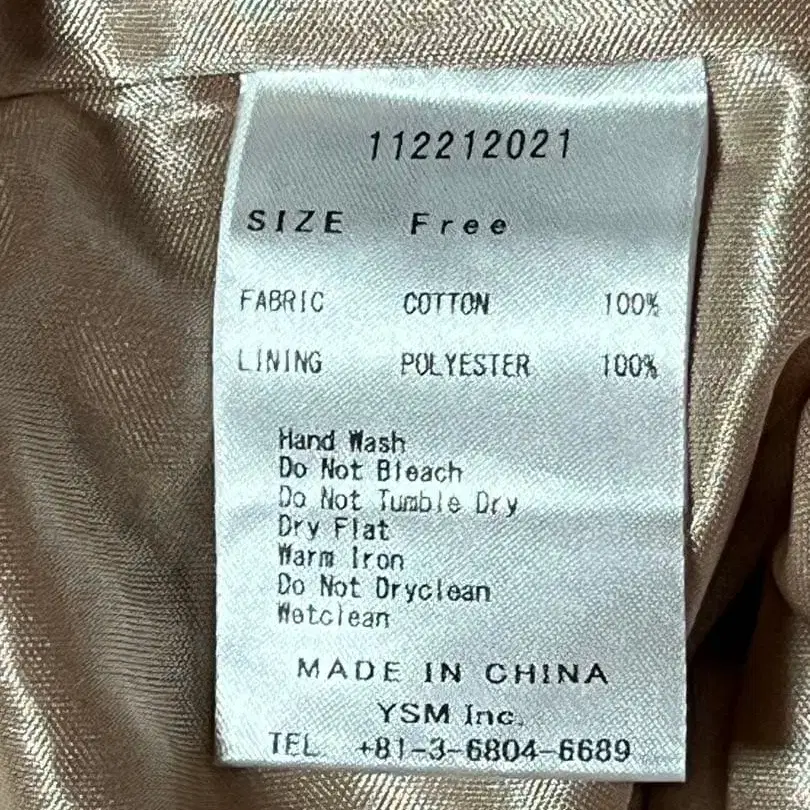 112212021
SIZE Free
FABRIC COTTON 100%
LINING POLYESTER 100%
Hand Wash
Do Not Bleach
Do Not Tumble Dry
Dry Flat
Warm Iron
Do Not Dryclean
Wetclean
MADE IN CHINA
YSM Inc.
TEL +81-3-6804-6689